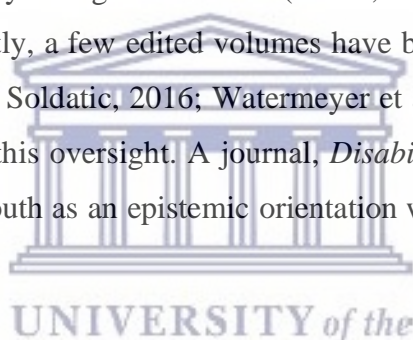 tly, a few edited volumes have b
Soldatic, 2016; Watermeyer et
this oversight. A journal, Disabi
outh as an epistemic orientation w
UNIVERSITY of the